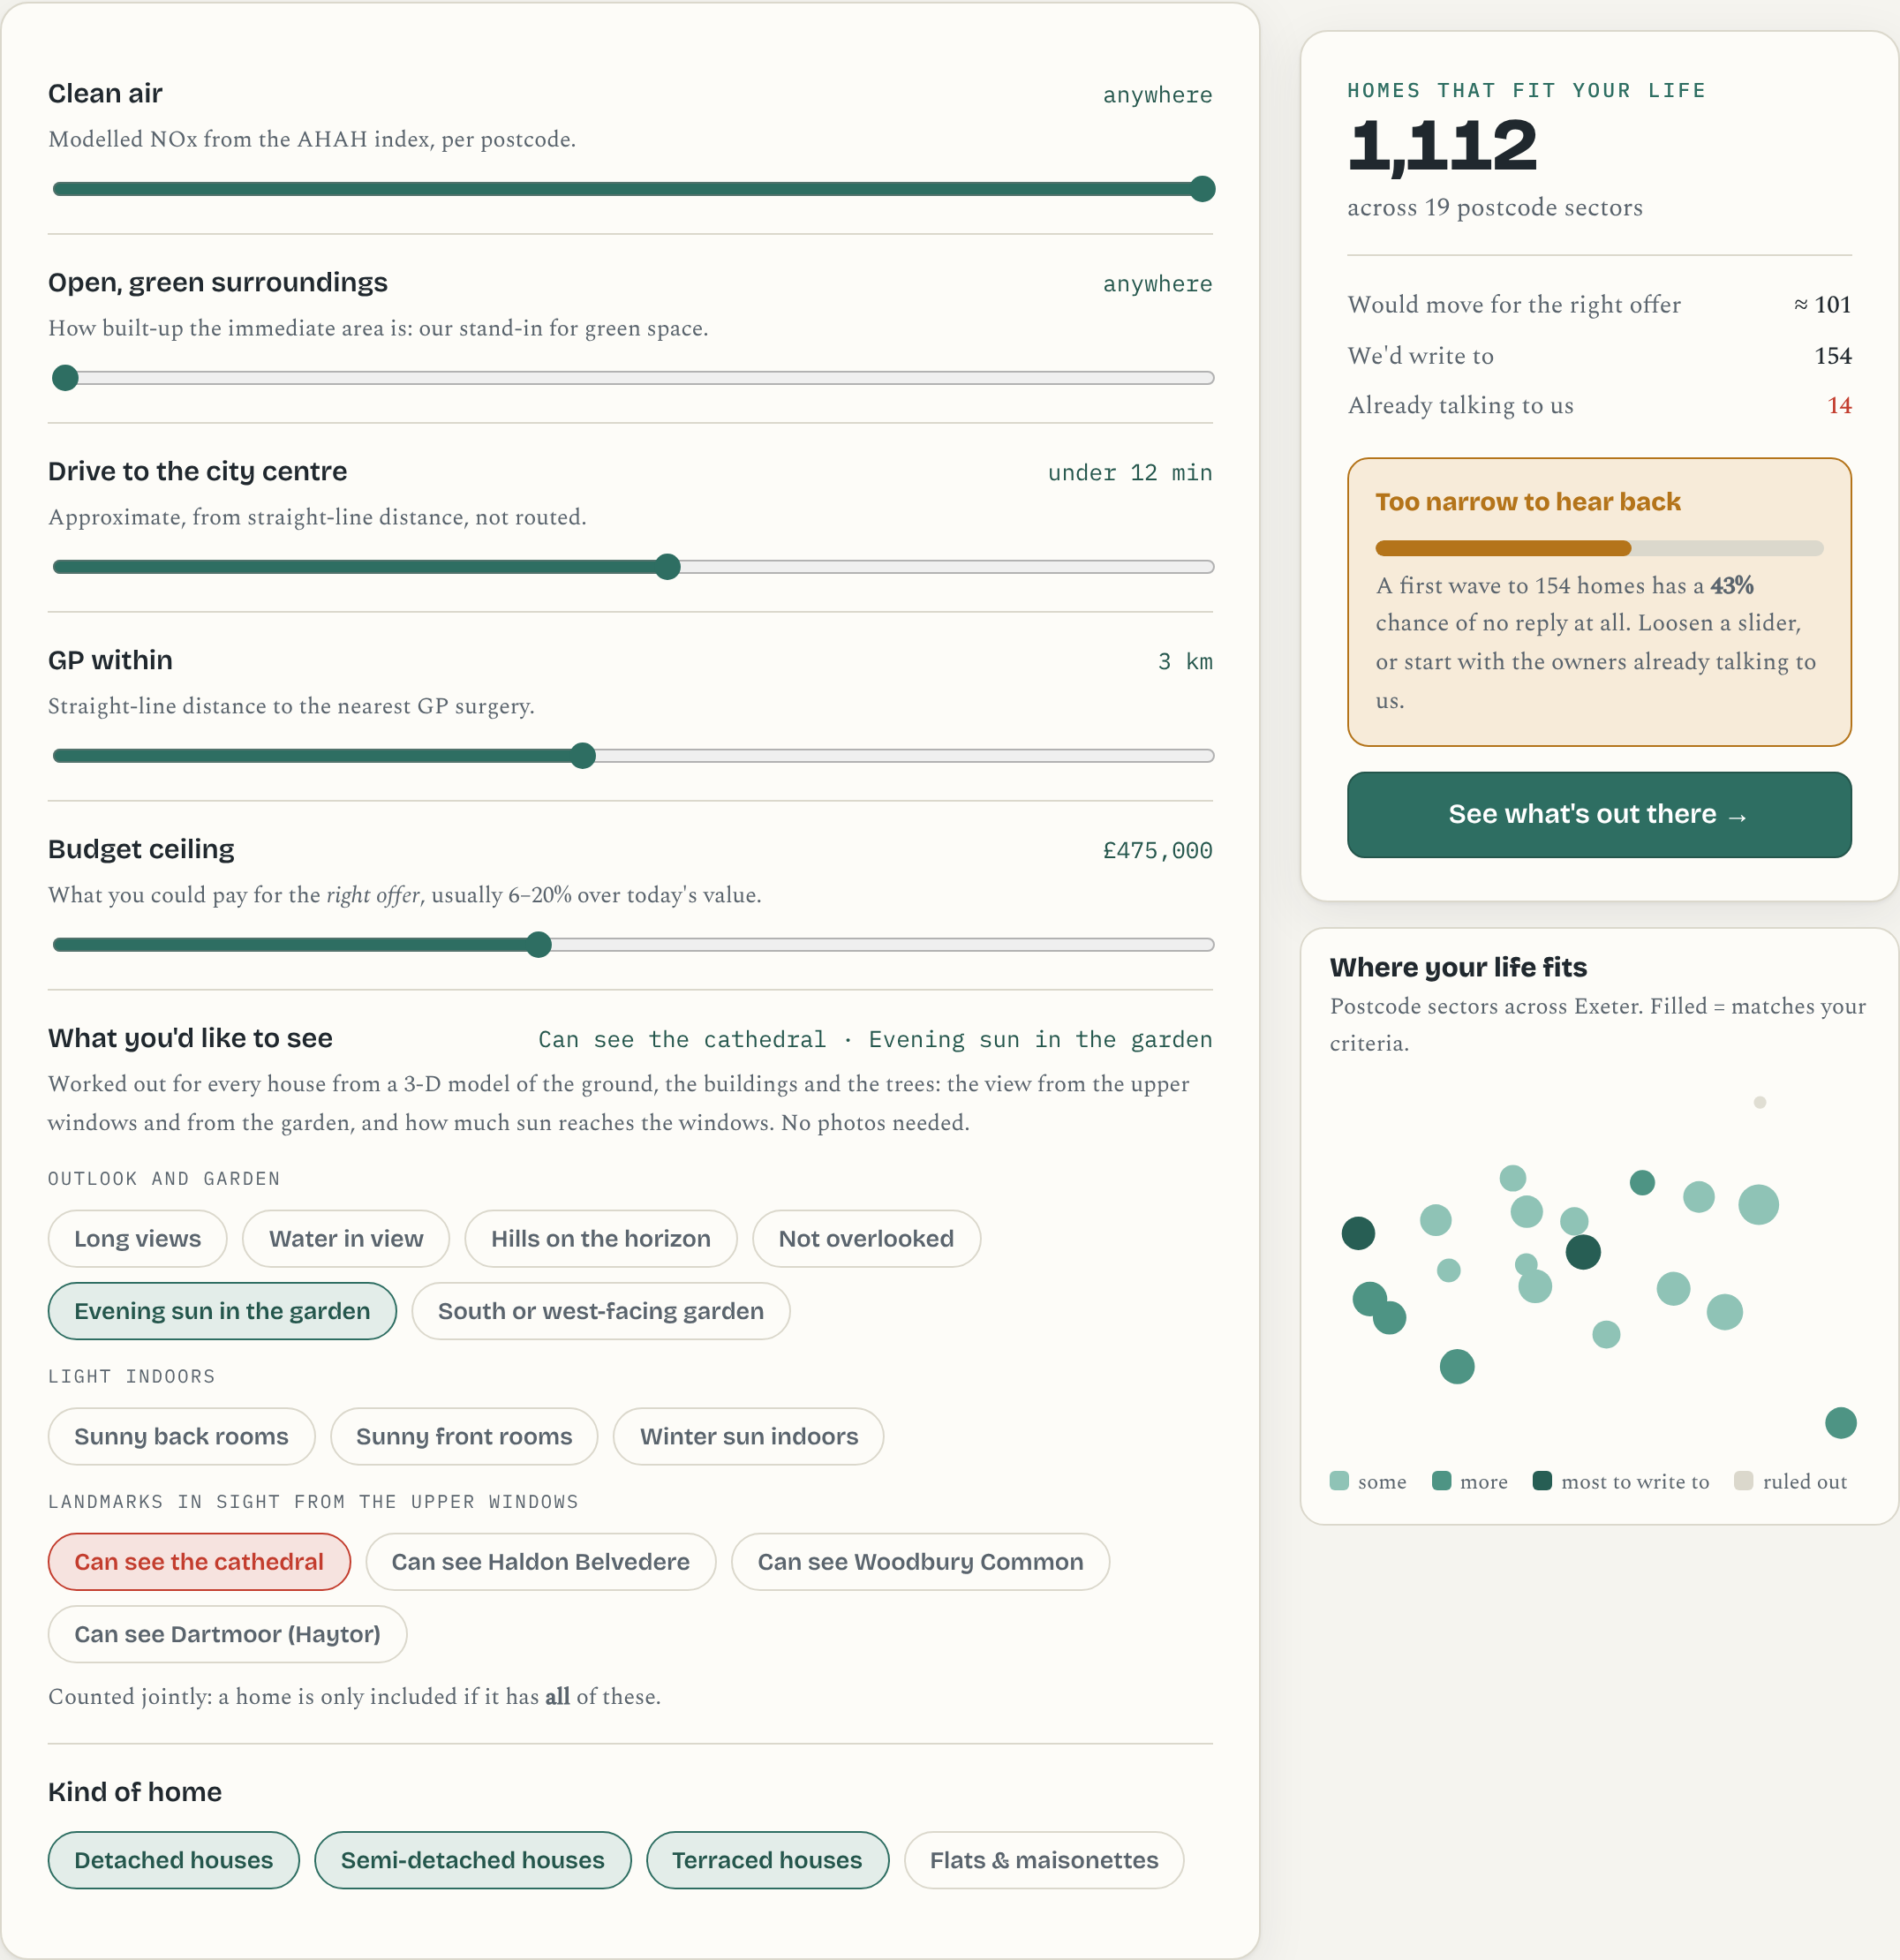 Clean air
anywhere
Modelled NOx from the AHAH index, per postcode.
Open, green surroundings
anywhere
How built-up the immediate area is: our stand-in for green space.
Drive to the city centre
under 12 min
Approximate, from straight-line distance, not routed.
GP within
3 km
Straight-line distance to the nearest GP surgery.
Budget ceiling
£475,000
What you could pay for the right offer, usually 6–20% over today's value.
What you'd like to see
Can see the cathedral · Evening sun in the garden
Worked out for every house from a 3-D model of the ground, the buildings and the trees: the view from the upper
windows and from the garden, and how much sun reaches the windows. No photos needed.
OUTLOOK AND GARDEN
Long views
Water in view
Hills on the horizon
Not overlooked
Evening sun in the garden
South or west-facing garden
LIGHT INDOORS
Sunny back rooms
Sunny front rooms
Winter sun indoors
LANDMARKS IN SIGHT FROM THE UPPER WINDOWS
Can see the cathedral
Can see Haldon Belvedere
Can see Woodbury Common
Can see Dartmoor (Haytor)
Counted jointly: a home is only included if it has all of these.
Kind of home
Detached houses
Semi-detached houses
Terraced houses
Flats & maisonettes
HOMES THAT FIT YOUR LIFE
1,112
across 19 postcode sectors
Would move for the right offer
≈ 101
We'd write to
154
Already talking to us
14
Too narrow to hear back
A first wave to 154 homes has a 43%
chance of no reply at all. Loosen a slider,
or start with the owners already talking to
us.
See what's out there →
Where your life fits
Postcode sectors across Exeter. Filled = matches your
criteria.
some
more
most to write to
ruled out